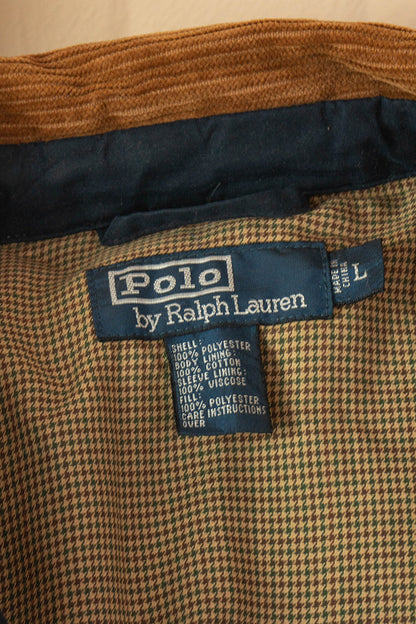 Polo
by Ralph Lauren
MADE IN
CHINA
L
SHELL:
100% POLYESTER
BODY LINING:
100% COTTON
SLEEVE LINING:
100% VISCOSE
FILL:
100% POLYESTER
CARE INSTRUCTIONS
OVER